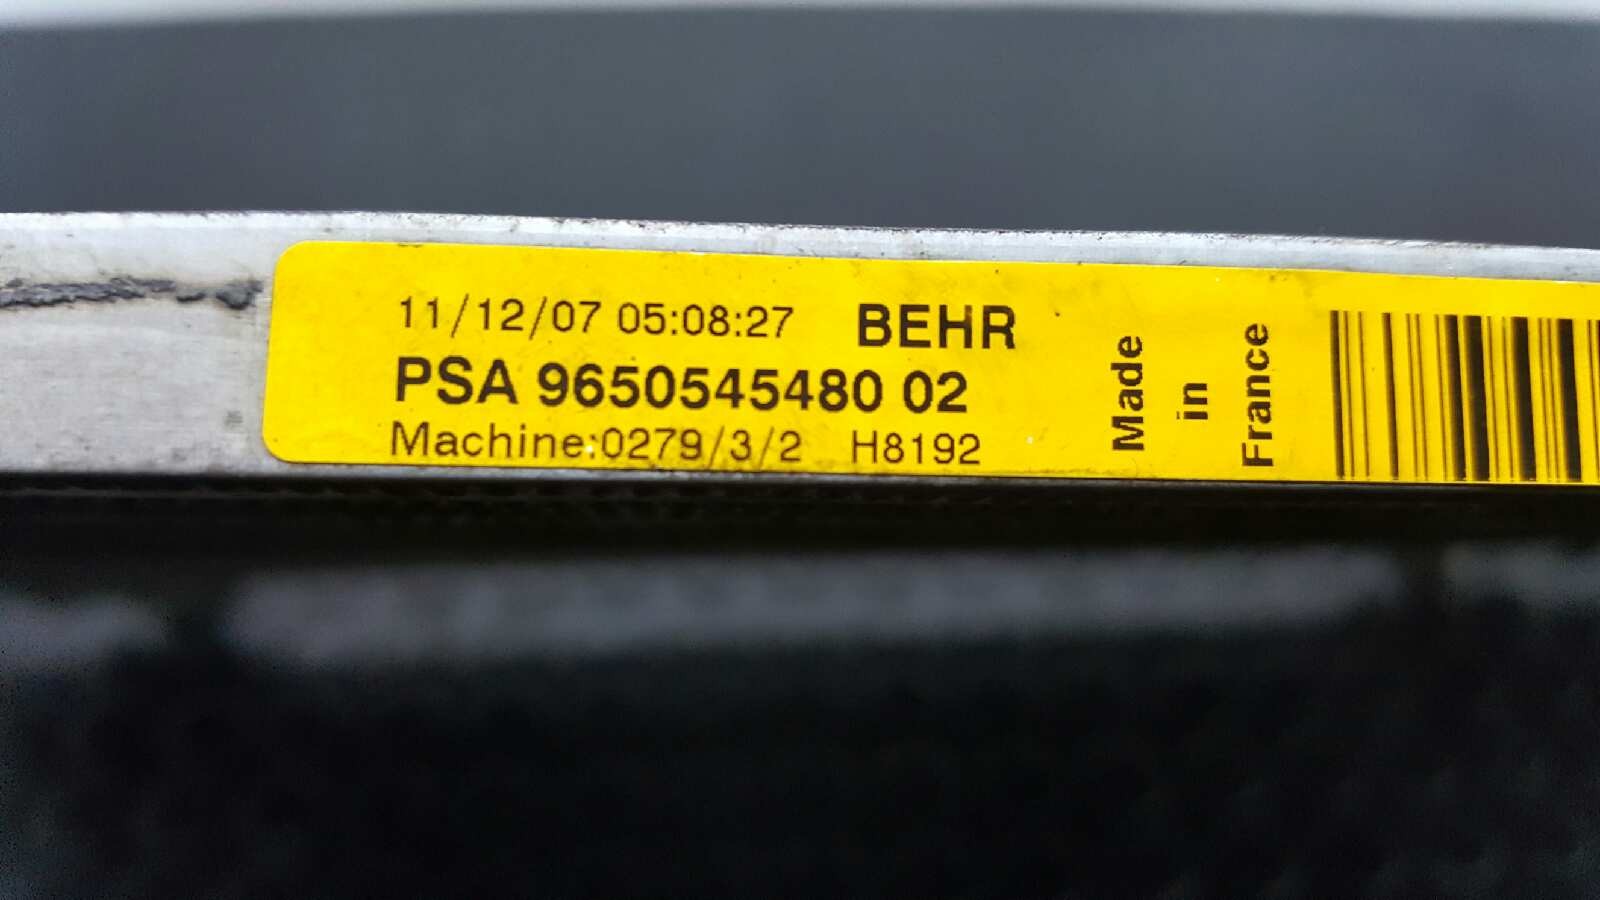 11/12/07 05:08:27 BEHR
PSA 9650545480 02
Machine:0279/3/2 H8192
Made
in
France